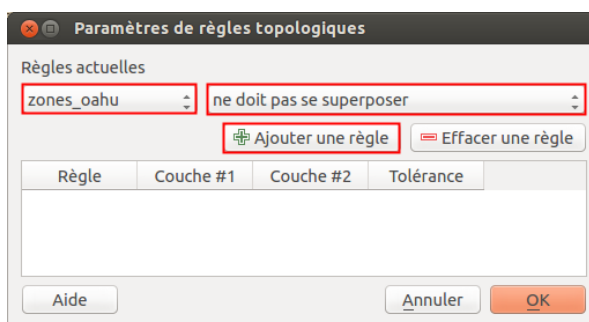 Paramètres de règles topologiques
Règles actuelles
zones_oahu ne doit pas se superposer
Ajouter une règle Effacer une règle
Règle Couche #1 Couche #2 Tolérance
Aide Annuler OK